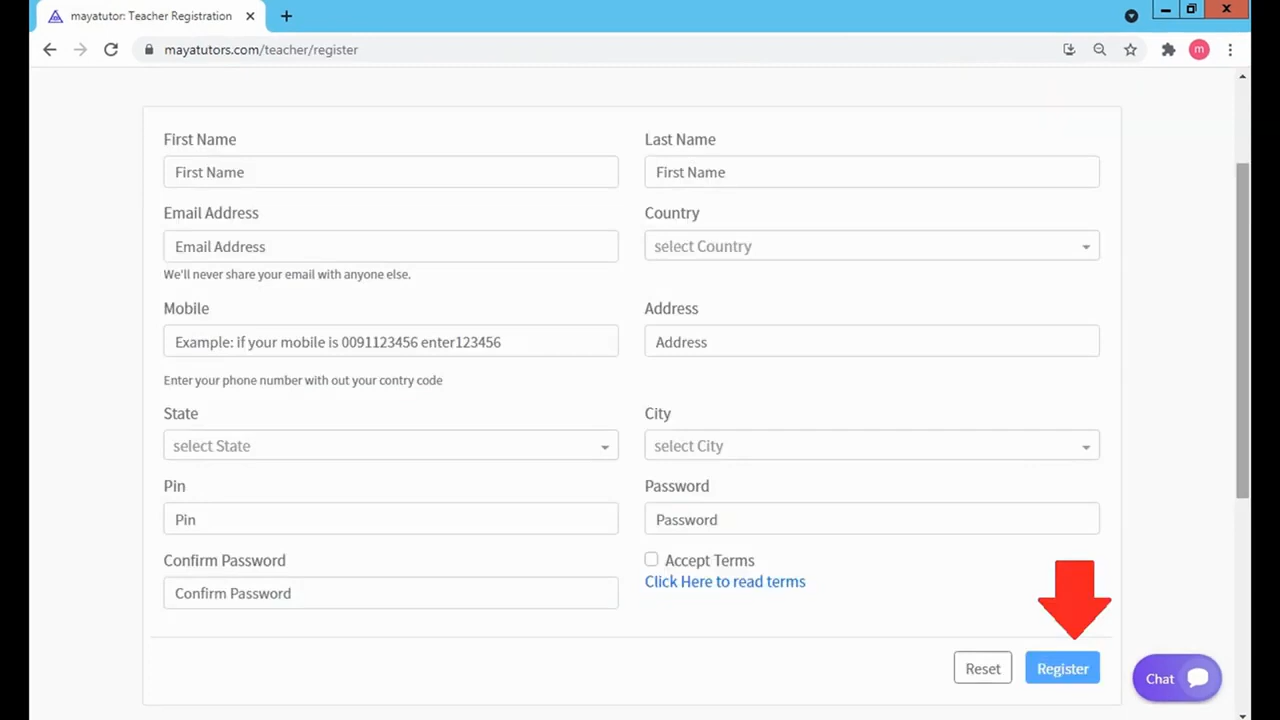 mayatutor: Teacher Registration
mayatutors.com/teacher/register
m
First Name
Last Name
First Name
First Name
Email Address
Country
Email Address
select Country
We'll never share your email with anyone else.
Mobile
Address
Example: if your mobile is 0091123456 enter123456
Address
Enter your phone number with out your contry code
State
City
select State
select City
Pin
Password
Pin
Password
Confirm Password
Accept Terms
Click Here to read terms
Confirm Password
Reset
Register
Chat